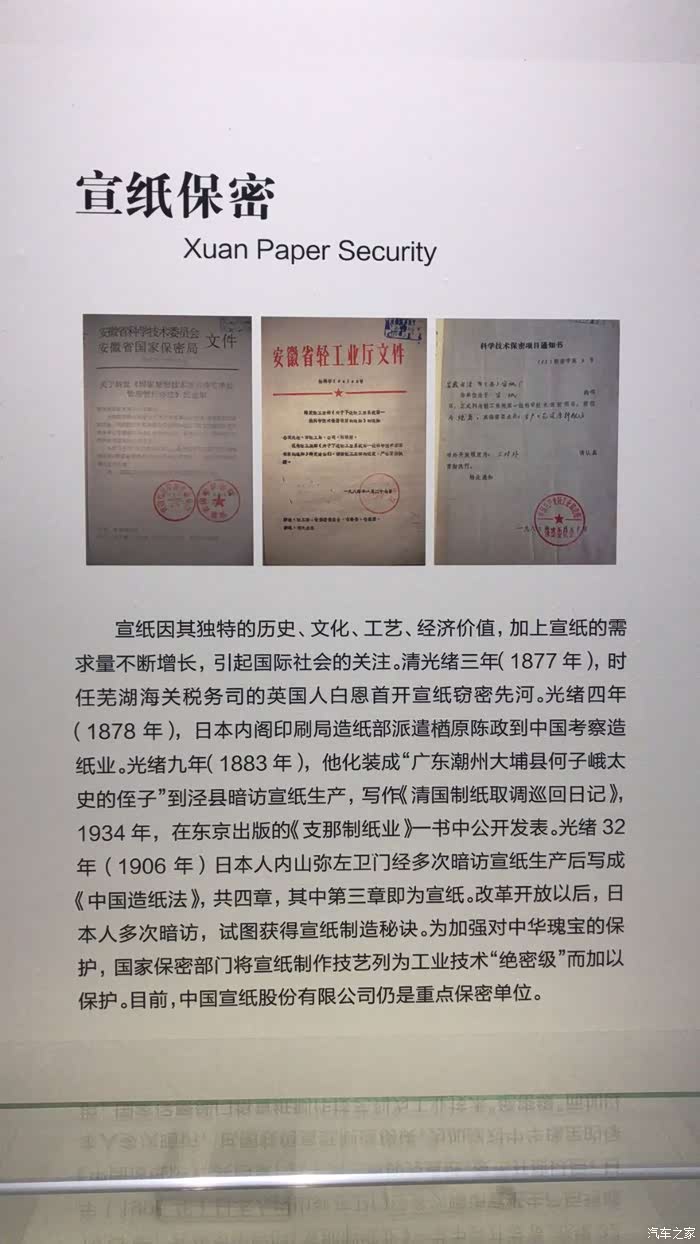 宣纸保密
Xuan Paper Security
安徽省科学技术委员会
安徽省国家保密局 文件
安徽省轻工业厅文件
科学技术保密项目通知书
宣纸因其独特的历史、文化、工艺、经济价值，加上宣纸的需
求量不断增长，引起国际社会的关注。清光绪三年（1877 年），时
任芜湖海关税务司的英国人白恩首开宣纸窃密先河。光绪四年
（1878 年），日本内阁印刷局造纸部派遣楢原陈政到中国考察造
纸业。光绪九年（1883 年），他化装成“广东潮州大埔县何子峨太
史的侄子”到泾县暗访宣纸生产，写作《清国制纸取调巡回日记》，
1934 年，在东京出版的《支那制纸业》一书中公开发表。光绪 32
年（1906 年）日本人内山弥左卫门经多次暗访宣纸生产后写成
《中国造纸法》，共四章，其中第三章即为宣纸。改革开放以后，日
本人多次暗访，试图获得宣纸制造秘诀。为加强对中华瑰宝的保
护，国家保密部门将宣纸制作技艺列为工业技术“绝密级”而加以
保护。目前，中国宣纸股份有限公司仍是重点保密单位。
汽车之家